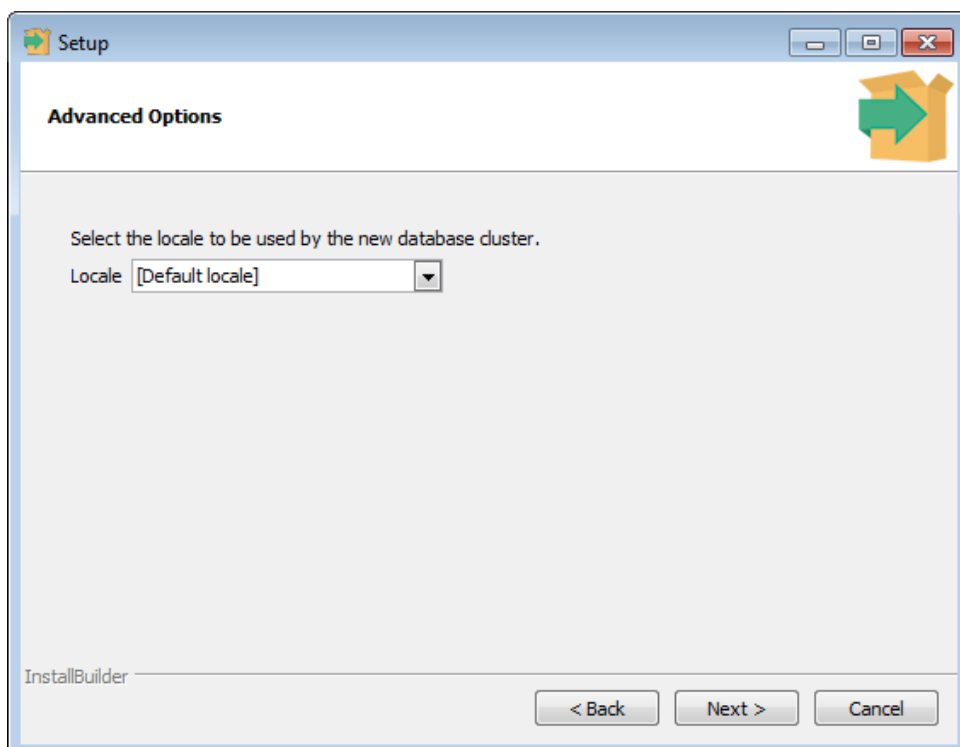 Setup
Advanced Options
Select the locale to be used by the new database cluster.
Locale [Default locale]
InstallBuilder
< Back Next > Cancel